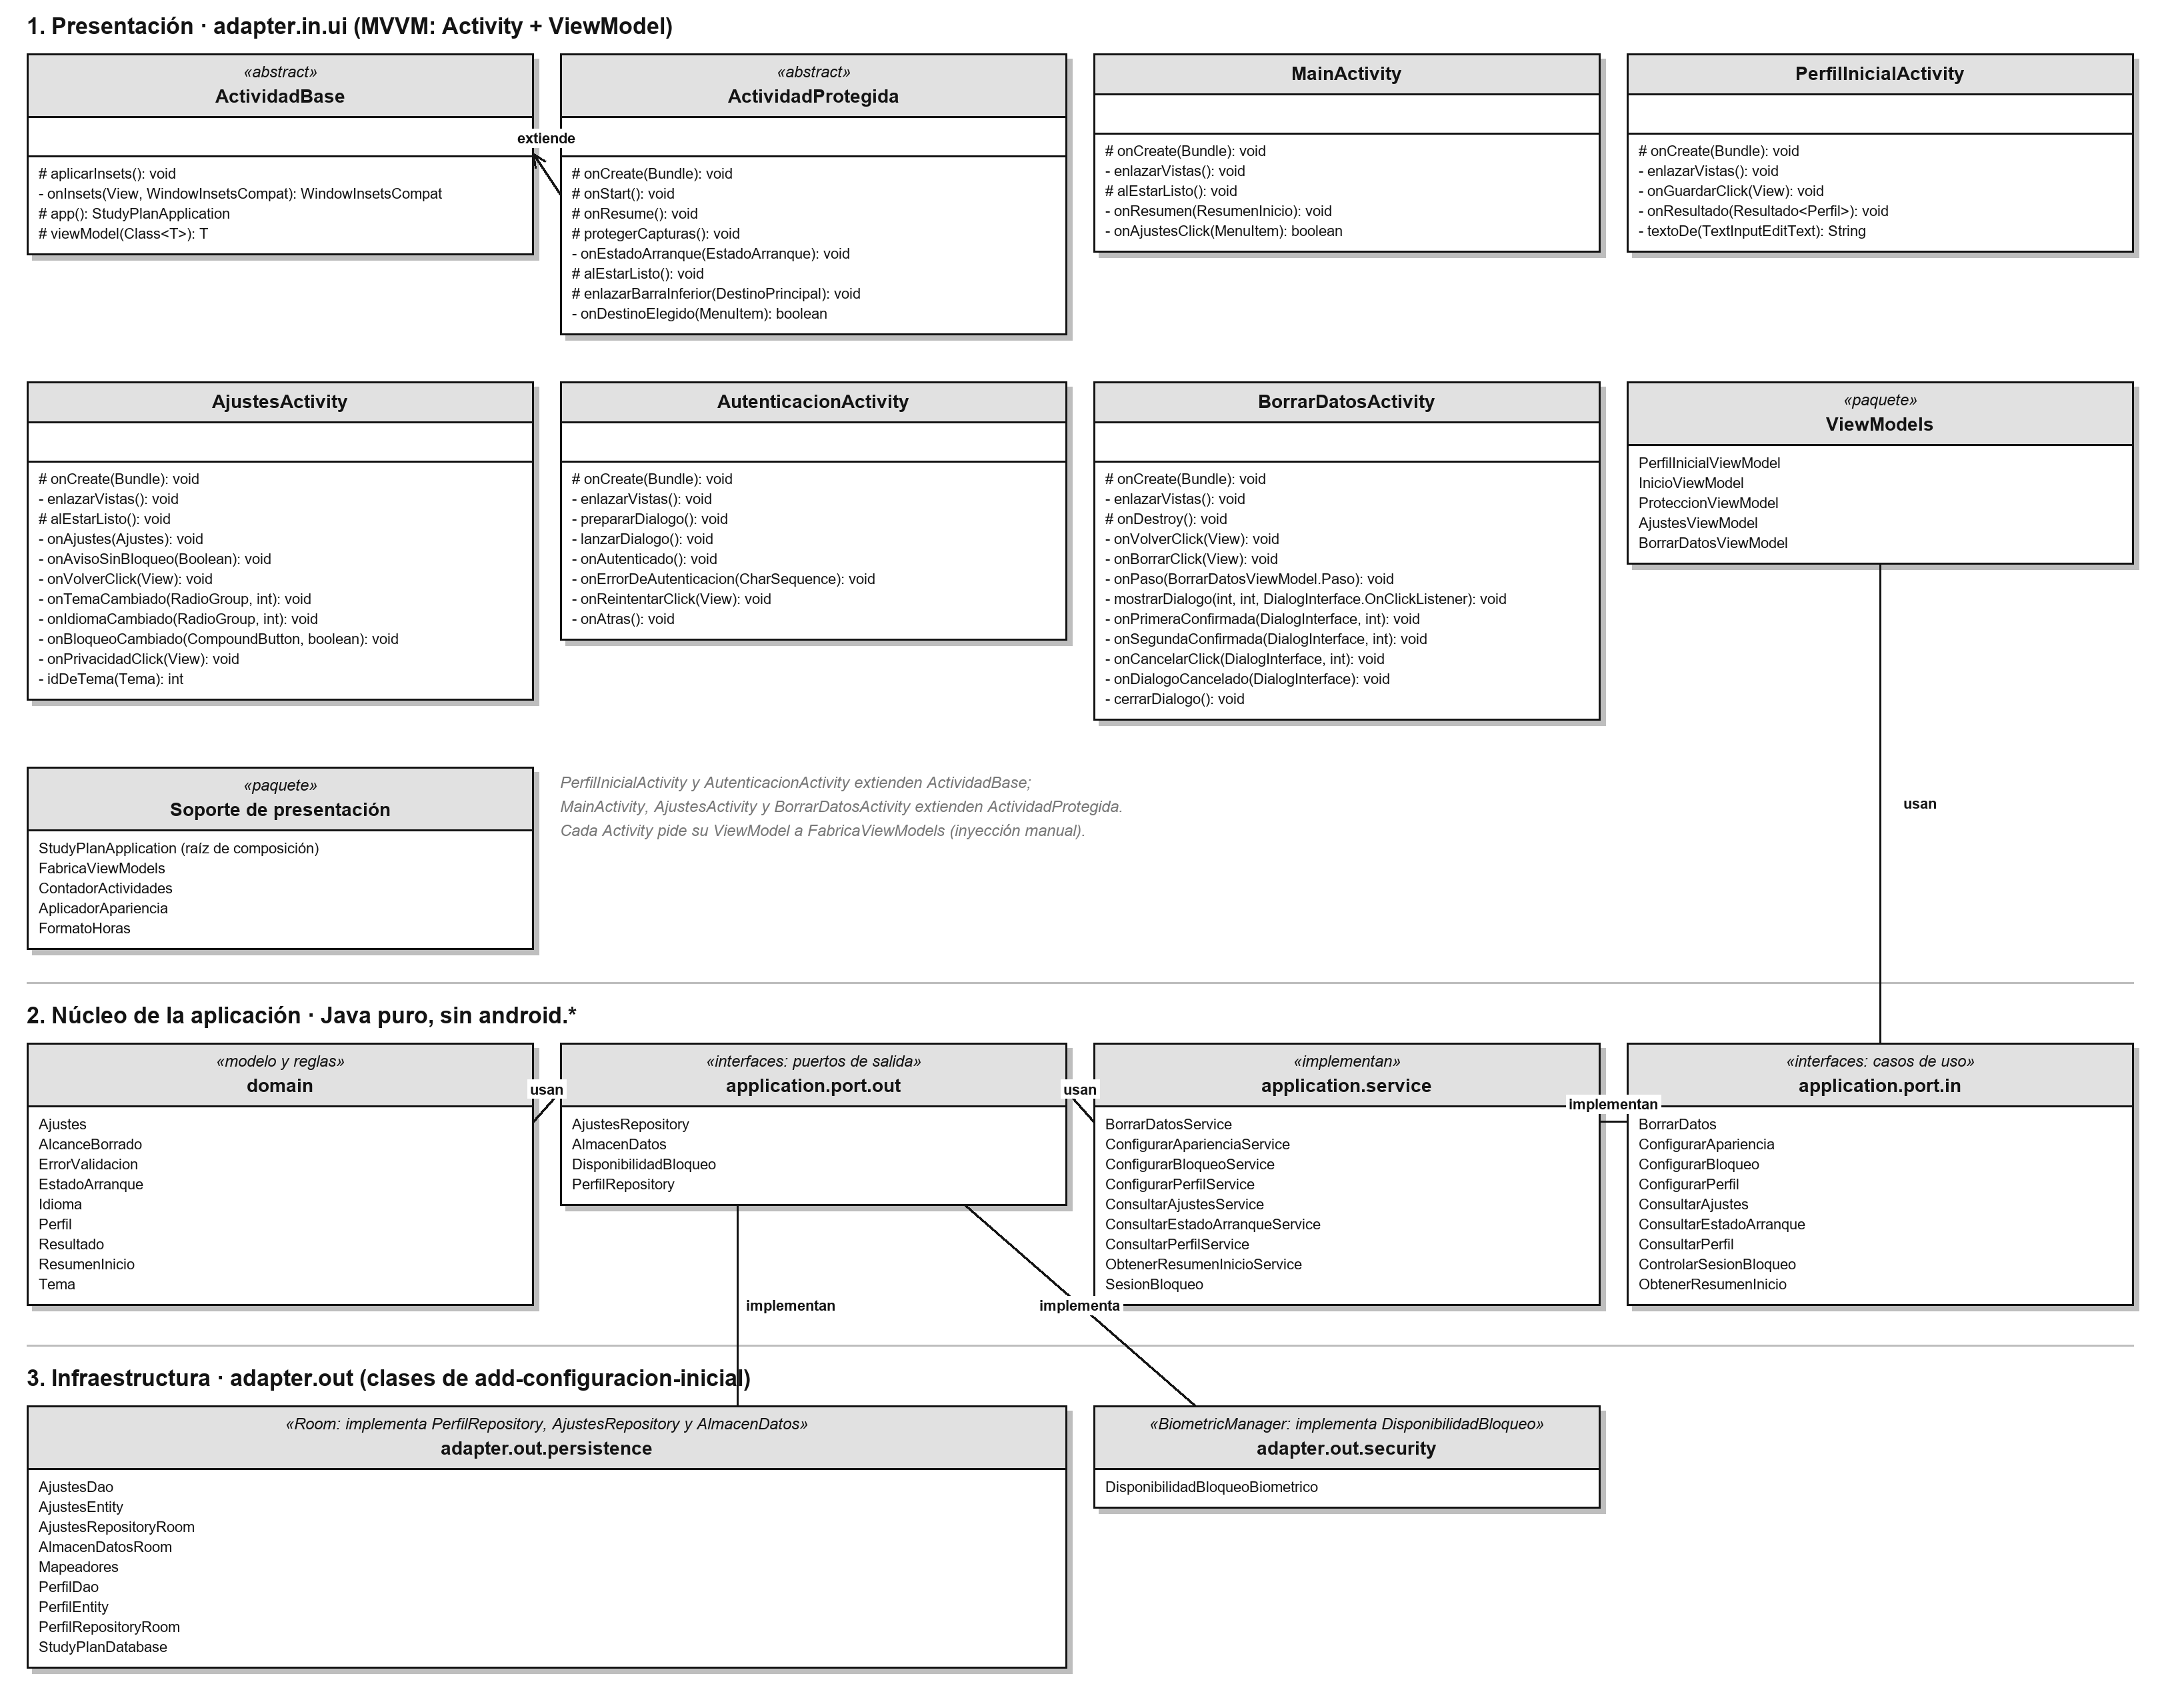 1. Presentación · adapter.in.ui (MVVM: Activity + ViewModel)
«abstract»
ActividadBase
# aplicarInsets(): void
- onInsets(View, WindowInsetsCompat): WindowInsetsCompat
# app(): StudyPlanApplication
# viewModel(Class<T>): T
extiende
«abstract»
ActividadProtegida
# onCreate(Bundle): void
# onStart(): void
# onResume(): void
# protegerCapturas(): void
- onEstadoArranque(EstadoArranque): void
# alEstarListo(): void
# enlazarBarraInferior(DestinoPrincipal): void
- onDestinoElegido(MenuItem): boolean
MainActivity
# onCreate(Bundle): void
- enlazarVistas(): void
# alEstarListo(): void
- onResumen(ResumenInicio): void
- onAjustesClick(MenuItem): boolean
PerfilInicialActivity
# onCreate(Bundle): void
- enlazarVistas(): void
- onGuardarClick(View): void
- onResultado(Resultado<Perfil>): void
- textoDe(TextInputEditText): String
AjustesActivity
# onCreate(Bundle): void
- enlazarVistas(): void
# alEstarListo(): void
- onAjustes(Ajustes): void
- onAvisoSinBloqueo(Boolean): void
- onVolverClick(View): void
- onTemaCambiado(RadioGroup, int): void
- onIdiomaCambiado(RadioGroup, int): void
- onBloqueoCambiado(CompoundButton, boolean): void
- onPrivacidadClick(View): void
- idDeTema(Tema): int
AutenticacionActivity
# onCreate(Bundle): void
- enlazarVistas(): void
- prepararDialogo(): void
- lanzarDialogo(): void
- onAutenticado(): void
- onErrorDeAutenticacion(CharSequence): void
- onReintentarClick(View): void
- onAtras(): void
BorrarDatosActivity
# onCreate(Bundle): void
- enlazarVistas(): void
# onDestroy(): void
- onVolverClick(View): void
- onBorrarClick(View): void
- onPaso(BorrarDatosViewModel.Paso): void
- mostrarDialogo(int, int, DialogInterface.OnClickListener): void
- onPrimeraConfirmada(DialogInterface, int): void
- onSegundaConfirmada(DialogInterface, int): void
- onCancelarClick(DialogInterface, int): void
- onDialogoCancelado(DialogInterface): void
- cerrarDialogo(): void
«paquete»
ViewModels
PerfilInicialViewModel
InicioViewModel
ProteccionViewModel
AjustesViewModel
BorrarDatosViewModel
«paquete»
Soporte de presentación
StudyPlanApplication (raíz de composición)
FabricaViewModels
ContadorActividades
AplicadorApariencia
FormatoHoras
PerfilInicialActivity y AutenticacionActivity extienden ActividadBase;
MainActivity, AjustesActivity y BorrarDatosActivity extienden ActividadProtegida.
Cada Activity pide su ViewModel a FabricaViewModels (inyección manual).
usan
2. Núcleo de la aplicación · Java puro, sin android.*
«modelo y reglas»
domain
Ajustes
AlcanceBorrado
ErrorValidacion
EstadoArranque
Idioma
Perfil
Resultado
ResumenInicio
Tema
usan
«interfaces: puertos de salida»
application.port.out
AjustesRepository
AlmacenDatos
DisponibilidadBloqueo
PerfilRepository
usan
«implementan»
application.service
BorrarDatosService
ConfigurarAparienciaService
ConfigurarBloqueoService
ConfigurarPerfilService
ConsultarAjustesService
ConsultarEstadoArranqueService
ConsultarPerfilService
ObtenerResumenInicioService
SesionBloqueo
implementan
«interfaces: casos de uso»
application.port.in
BorrarDatos
ConfigurarApariencia
ConfigurarBloqueo
ConfigurarPerfil
ConsultarAjustes
ConsultarEstadoArranque
ConsultarPerfil
ControlarSesionBloqueo
ObtenerResumenInicio
implementan
implementa
3. Infraestructura · adapter.out (clases de add-configuracion-inicial)
«Room: implementa PerfilRepository, AjustesRepository y AlmacenDatos»
adapter.out.persistence
AjustesDao
AjustesEntity
AjustesRepositoryRoom
AlmacenDatosRoom
Mapeadores
PerfilDao
PerfilEntity
PerfilRepositoryRoom
StudyPlanDatabase
«BiometricManager: implementa DisponibilidadBloqueo»
adapter.out.security
DisponibilidadBloqueoBiometrico